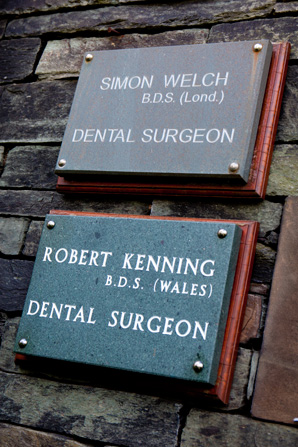 SIMON WELCH
B.D.S. (Lond.)
DENTAL SURGEON
ROBERT KENNING
B.D.S. (WALES)
DENTAL SURGEON